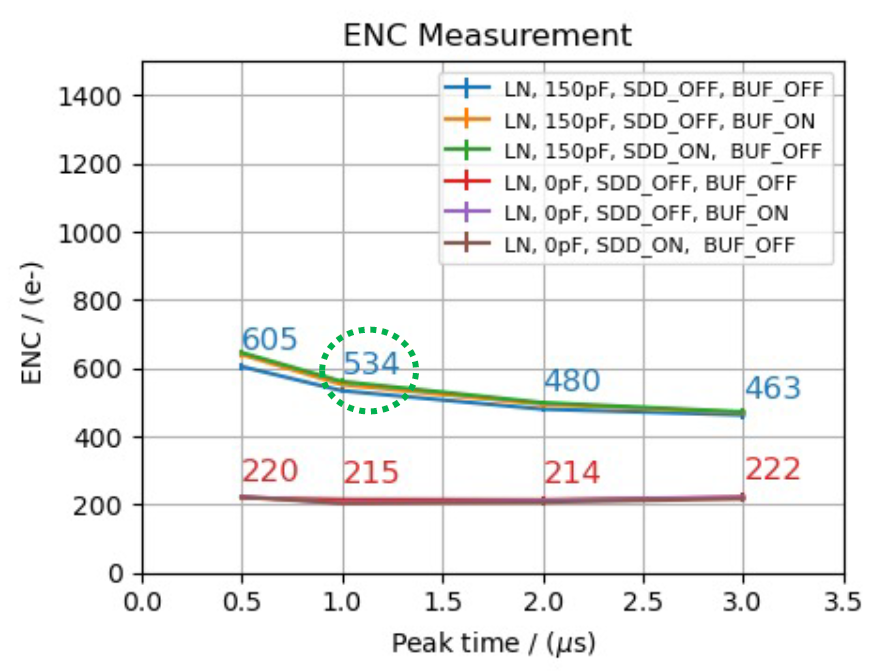 ENC Measurement
LN, 150pF, SDD_OFF, BUF_OFF
LN, 150pF, SDD_OFF, BUF_ON
LN, 150pF, SDD_ON,  BUF_OFF
LN, 0pF, SDD_OFF, BUF_OFF
LN, 0pF, SDD_OFF, BUF_ON
LN, 0pF, SDD_ON,  BUF_OFF
ENC / (e-)
1400
1200
1000
800
600
400
200
0
605
534
480
463
220
215
214
222
0.0 0.5 1.0 1.5 2.0 2.5 3.0 3.5
Peak time / (μs)